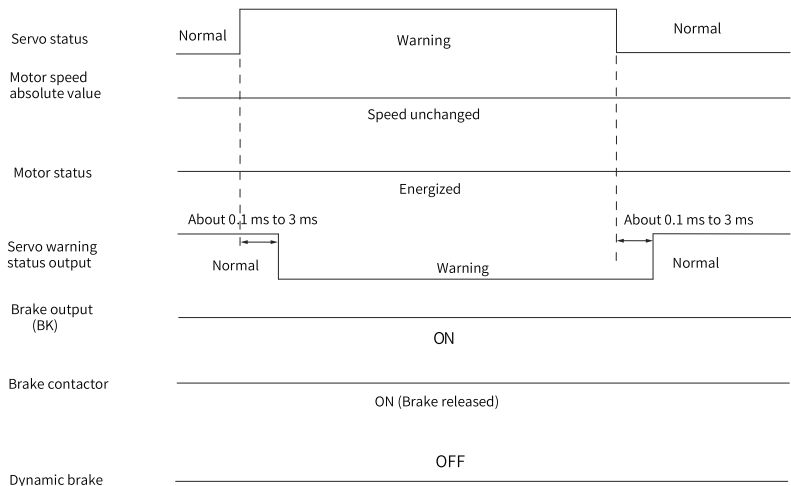 Servo status
Normal
Warning
Normal
Motor speed
absolute value
Speed unchanged
Motor status
Energized
About 0.1 ms to 3 ms
About 0.1 ms to 3 ms
Servo warning
status output
Normal
Warning
Normal
Brake output
(BK)
ON
Brake contactor
ON (Brake released)
OFF
Dynamic brake